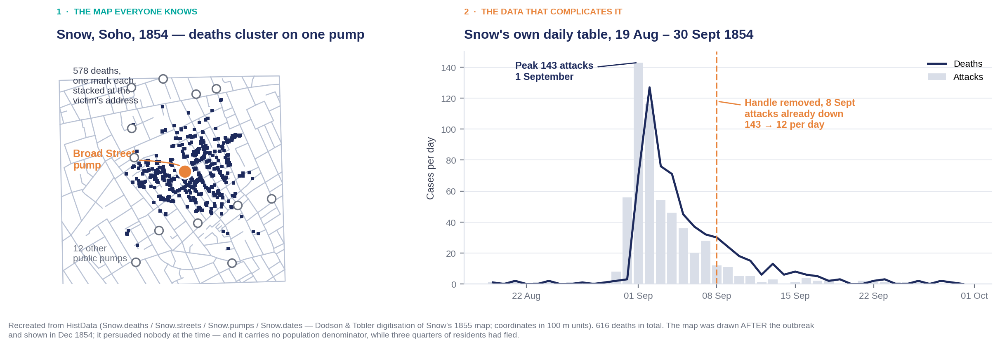 1 · THE MAP EVERYONE KNOWS
Snow, Soho, 1854 — deaths cluster on one pump
578 deaths,
one mark each,
stacked at the
victim's address
Broad Street
pump
12 other
public pumps
2 · THE DATA THAT COMPLICATES IT
Snow's own daily table, 19 Aug – 30 Sept 1854
Cases per day
140
120
100
80
60
40
20
0
Peak 143 attacks
1 September
Handle removed, 8 Sept
attacks already down
143 → 12 per day
Deaths
Attacks
22 Aug
01 Sep
08 Sep
15 Sep
22 Sep
01 Oct
Recreated from HistData (Snow.deaths / Snow.streets / Snow.pumps / Snow.dates — Dodson & Tobler digitisation of Snow's 1855 map; coordinates in 100 m units). 616 deaths in total. The map was drawn AFTER the outbreak
and shown in Dec 1854; it persuaded nobody at the time — and it carries no population denominator, while three quarters of residents had fled.